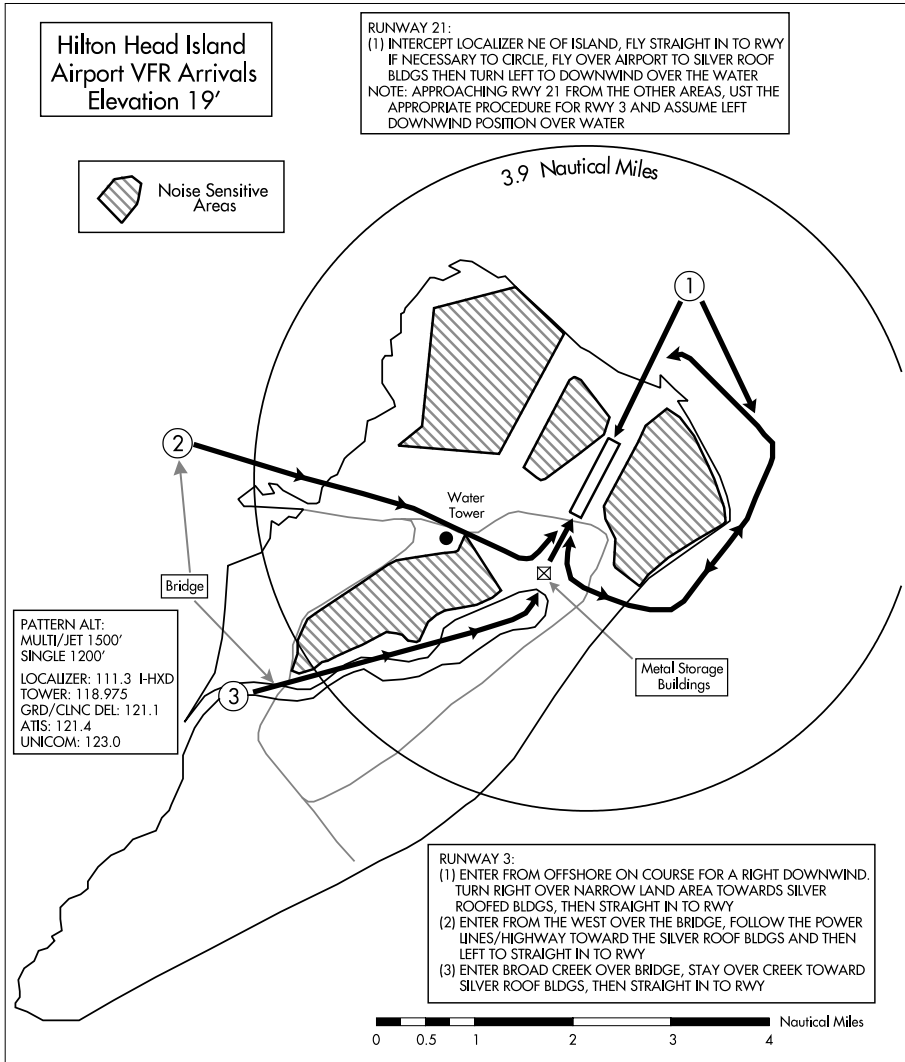 Hilton Head Island
Airport VFR Arrivals
Elevation 19'
RUNWAY 21:
(1) INTERCEPT LOCALIZER NE OF ISLAND, FLY STRAIGHT IN TO RWY
IF NECESSARY TO CIRCLE, FLY OVER AIRPORT TO SILVER ROOF
BLDGS THEN TURN LEFT TO DOWNWIND OVER THE WATER
NOTE: APPROACHING RWY 21 FROM THE OTHER AREAS, UST THE
APPROPRIATE PROCEDURE FOR RWY 3 AND ASSUME LEFT
DOWNWIND POSITION OVER WATER
Noise Sensitive
Areas
3.9 Nautical Miles
1
2
Water
Tower
Bridge
PATTERN ALT:
MULTI/JET 1500'
SINGLE 1200'
LOCALIZER: 111.3 I-HXD
TOWER: 118.975
GRD/CLNC DEL: 121.1
ATIS: 121.4
UNICOM: 123.0
3
Metal Storage
Buildings
RUNWAY 3:
(1) ENTER FROM OFFSHORE ON COURSE FOR A RIGHT DOWNWIND.
TURN RIGHT OVER NARROW LAND AREA TOWARDS SILVER
ROOFED BLDGS, THEN STRAIGHT IN TO RWY
(2) ENTER FROM THE WEST OVER THE BRIDGE, FOLLOW THE POWER
LINES/HIGHWAY TOWARD THE SILVER ROOF BLDGS AND THEN
LEFT TO STRAIGHT IN TO RWY
(3) ENTER BROAD CREEK OVER BRIDGE, STAY OVER CREEK TOWARD
SILVER ROOF BLDGS, THEN STRAIGHT IN TO RWY
Nautical Miles
0 0.5 1 2 3 4